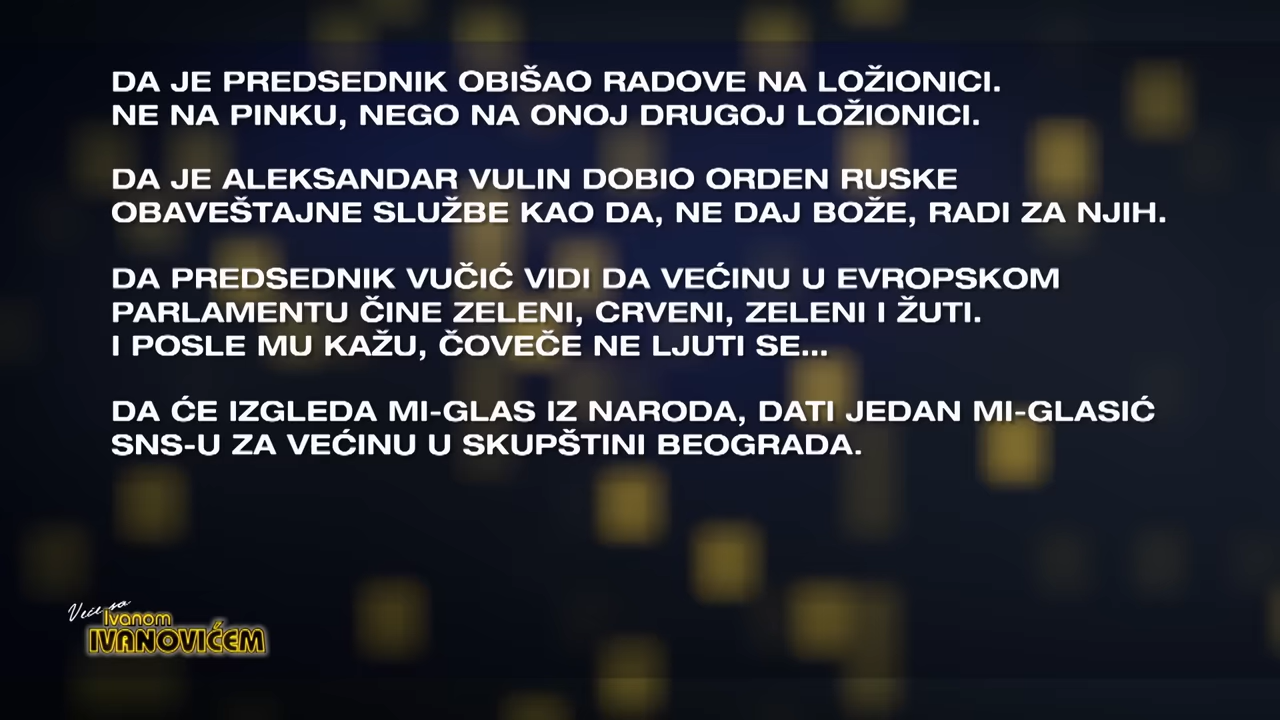 DA JE PREDSEDNIK OBIŠAO RADOVE NA LOŽIONICI.
NE NA PINKU, NEGO NA ONOJ DRUGOJ LOŽIONICI.
DA JE ALEKSANDAR VULIN DOBIO ORDEN RUSKE
OBAVEŠTAJNE SLUŽBE KAO DA, NE DAJ BOŽE, RADI ZA NJIH.
DA PREDSEDNIK VUČIĆ VIDI DA VEĆINU U EVROPSKOM
PARLAMENTU ČINE ZELENI, CRVENI, ZELENI I ŽUTI.
I POSLE MU KAŽU, ČOVEČE NE LJUTI SE...
DA ĆE IZGLEDA MI-GLAS IZ NARODA, DATI JEDAN MI-GLASIĆ
SNS-U ZA VEĆINU U SKUPŠTINI BEOGRADA.
Veče sa
Ivanom
IVANOVIĆEM